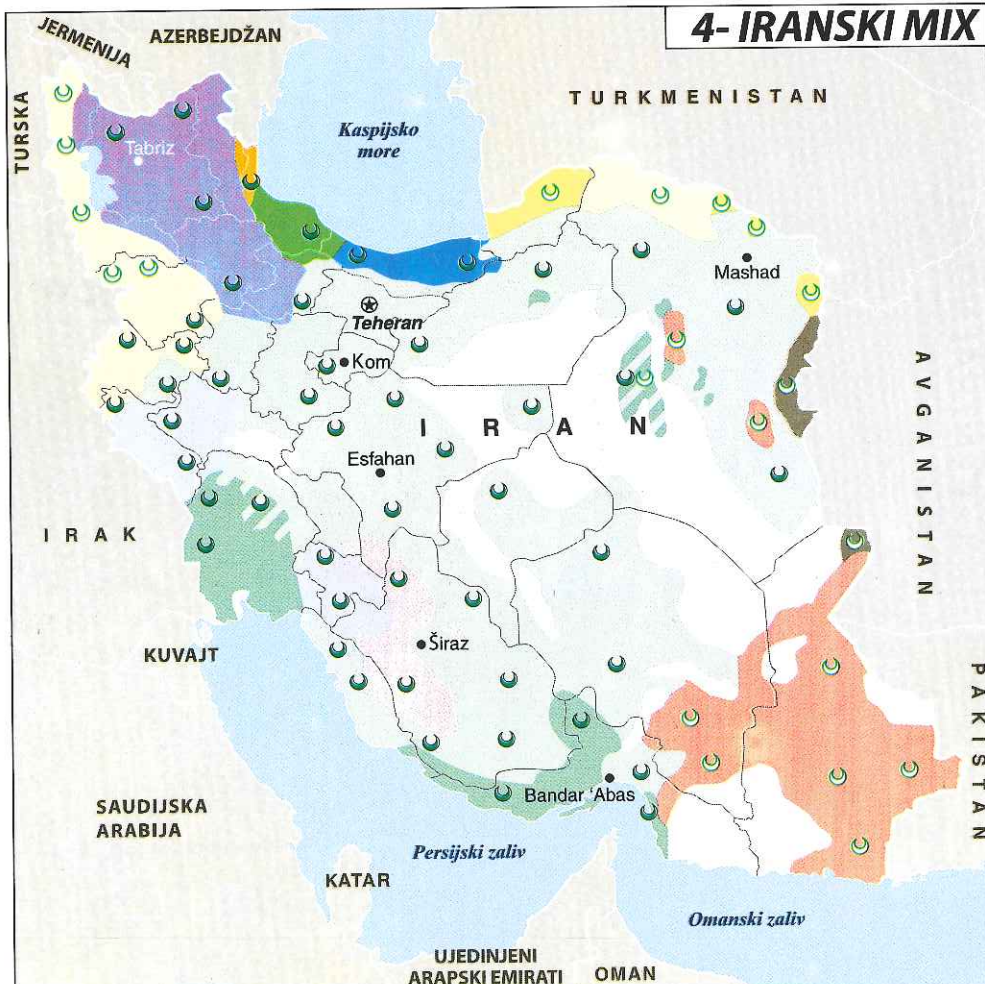 4- IRANSKI MIX
JERMENIJA
AZERBEJDŽAN
TURSKA
TURKMENISTAN
Kaspijsko
more
Tabriz
Mashad
Teheran
Kom
AVGANISTAN
IRAN
Esfahan
IRAK
KUVAJT
Širaz
PAKISTAN
SAUDIJSKA
ARABIJA
Bandar 'Abas
Persijski zaliv
KATAR
Omanski zaliv
UJEDINJENI
ARAPSKI EMIRATI
OMAN